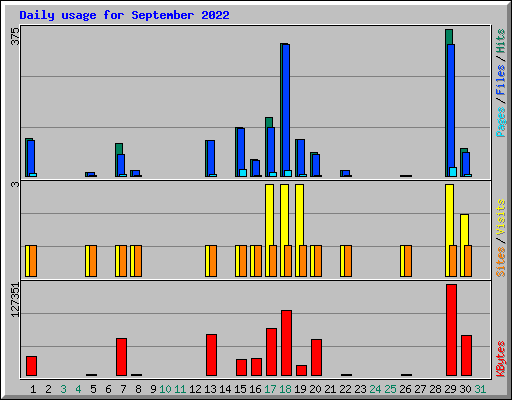 Daily usage for September 2022
375
Pages/Files/Hits
3
Sites/Visits
127351
KBytes
1 2 3 4 5 6 7 8 9 10 11 12 13 14 15 16 17 18 19 20 21 22 23 24 25 26 27 28 29 30 31